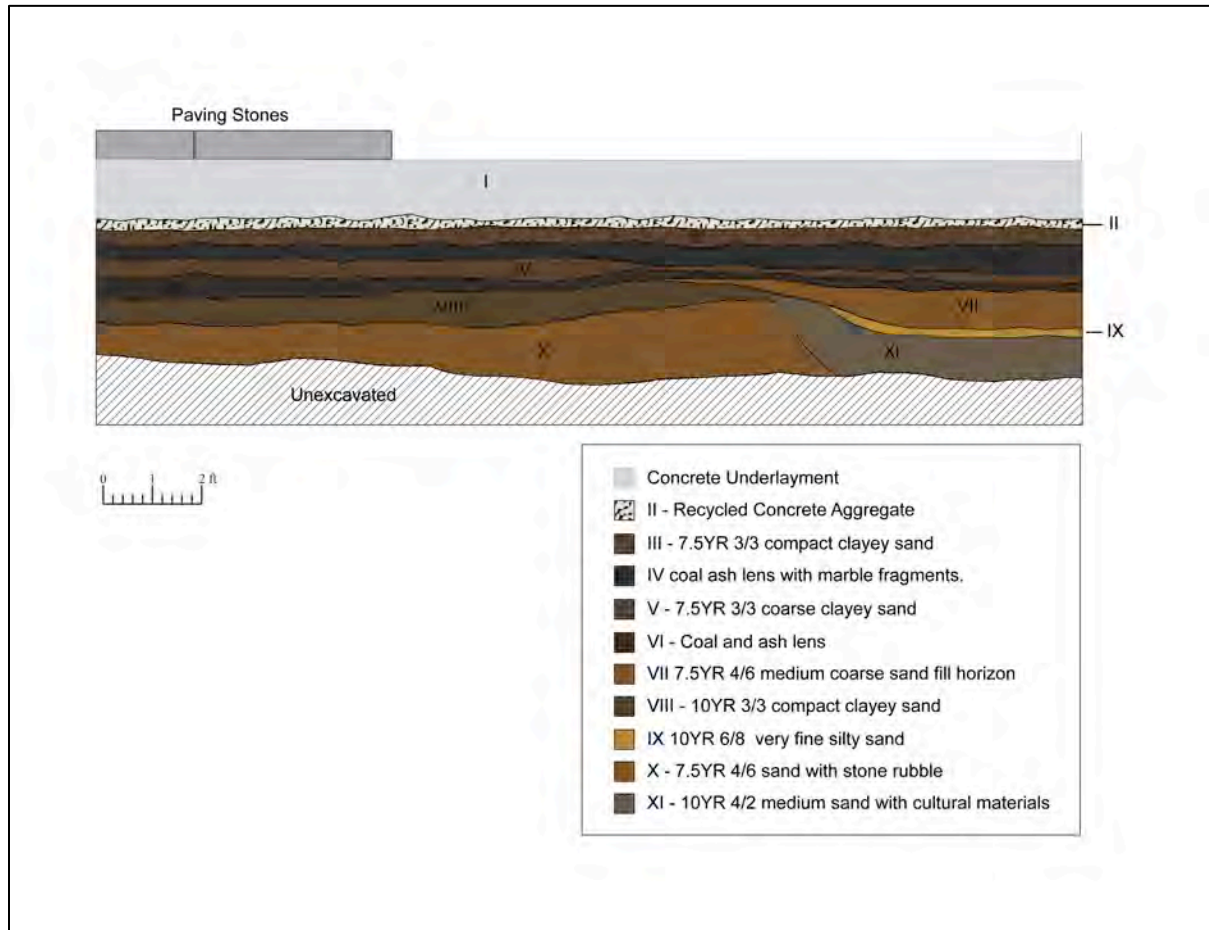 Paving Stones
I
II
IV
VIII
VII
IX
X
XI
Unexcavated
0 1 2 ft
Concrete Underlayment
II - Recycled Concrete Aggregate
III - 7.5YR 3/3 compact clayey sand
IV coal ash lens with marble fragments.
V - 7.5YR 3/3 coarse clayey sand
VI - Coal and ash lens
VII 7.5YR 4/6 medium coarse sand fill horizon
VIII - 10YR 3/3 compact clayey sand
IX 10YR 6/8 very fine silty sand
X - 7.5YR 4/6 sand with stone rubble
XI - 10YR 4/2 medium sand with cultural materials